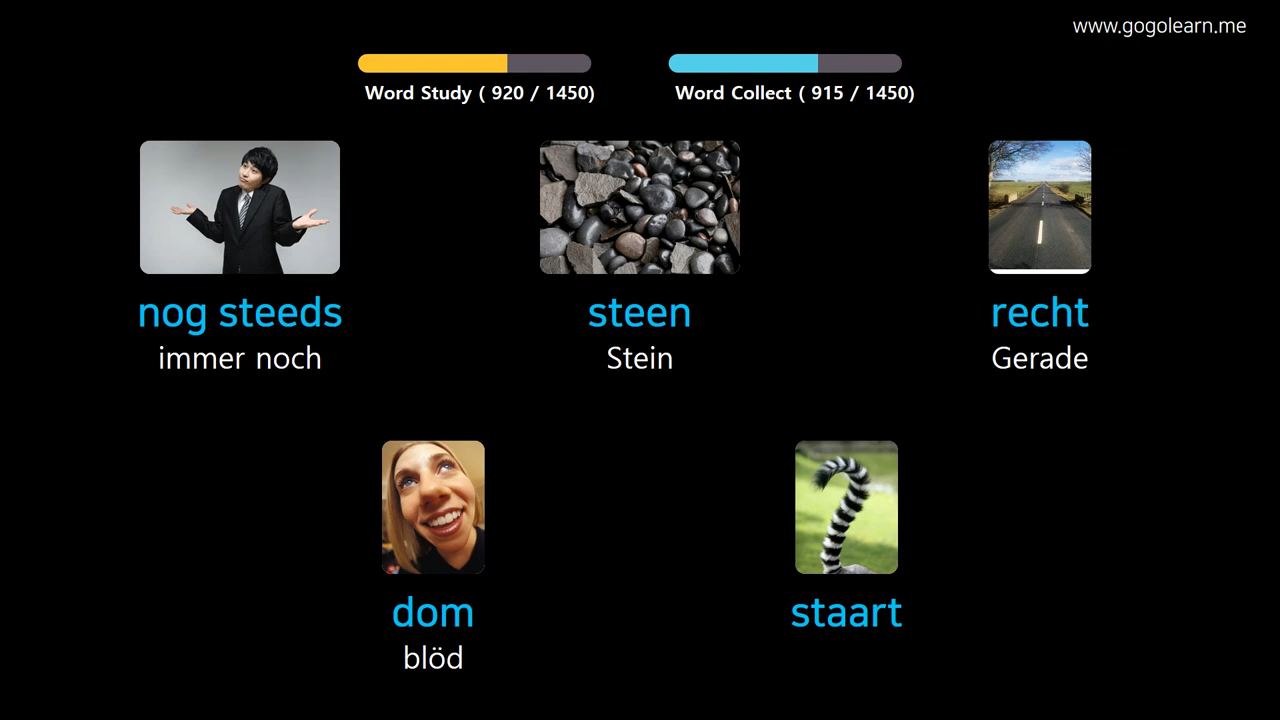 www.gogolearn.me
Word Study ( 920 / 1450)
Word Collect ( 915 / 1450)
nog steeds
immer noch
steen
Stein
recht
Gerade
dom
blöd
staart